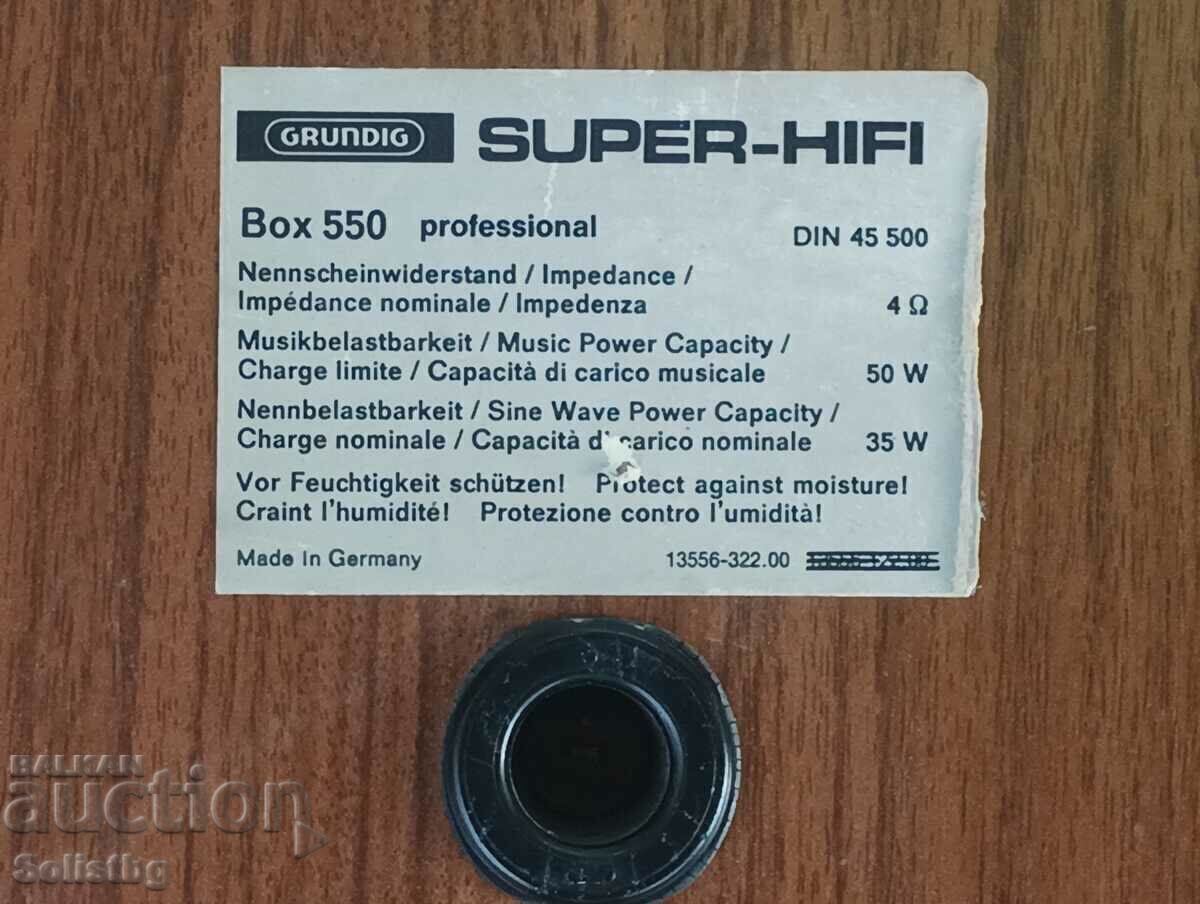 GRUNDIG SUPER-HIFI
Box 550 professional DIN 45 500
Nennscheinwiderstand / Impedance /
Impédance nominale / Impedenza 4 Ω
Musikbelastbarkeit / Music Power Capacity /
Charge limite / Capacità di carico musicale 50 W
Nennbelastbarkeit / Sine Wave Power Capacity /
Charge nominale / Capacità di carico nominale 35 W
Vor Feuchtigkeit schützen! Protect against moisture!
Craint l'humidité! Protezione contro l'umidità!
Made In Germany 13556-322.00
BALKAN
auction
Solistbg